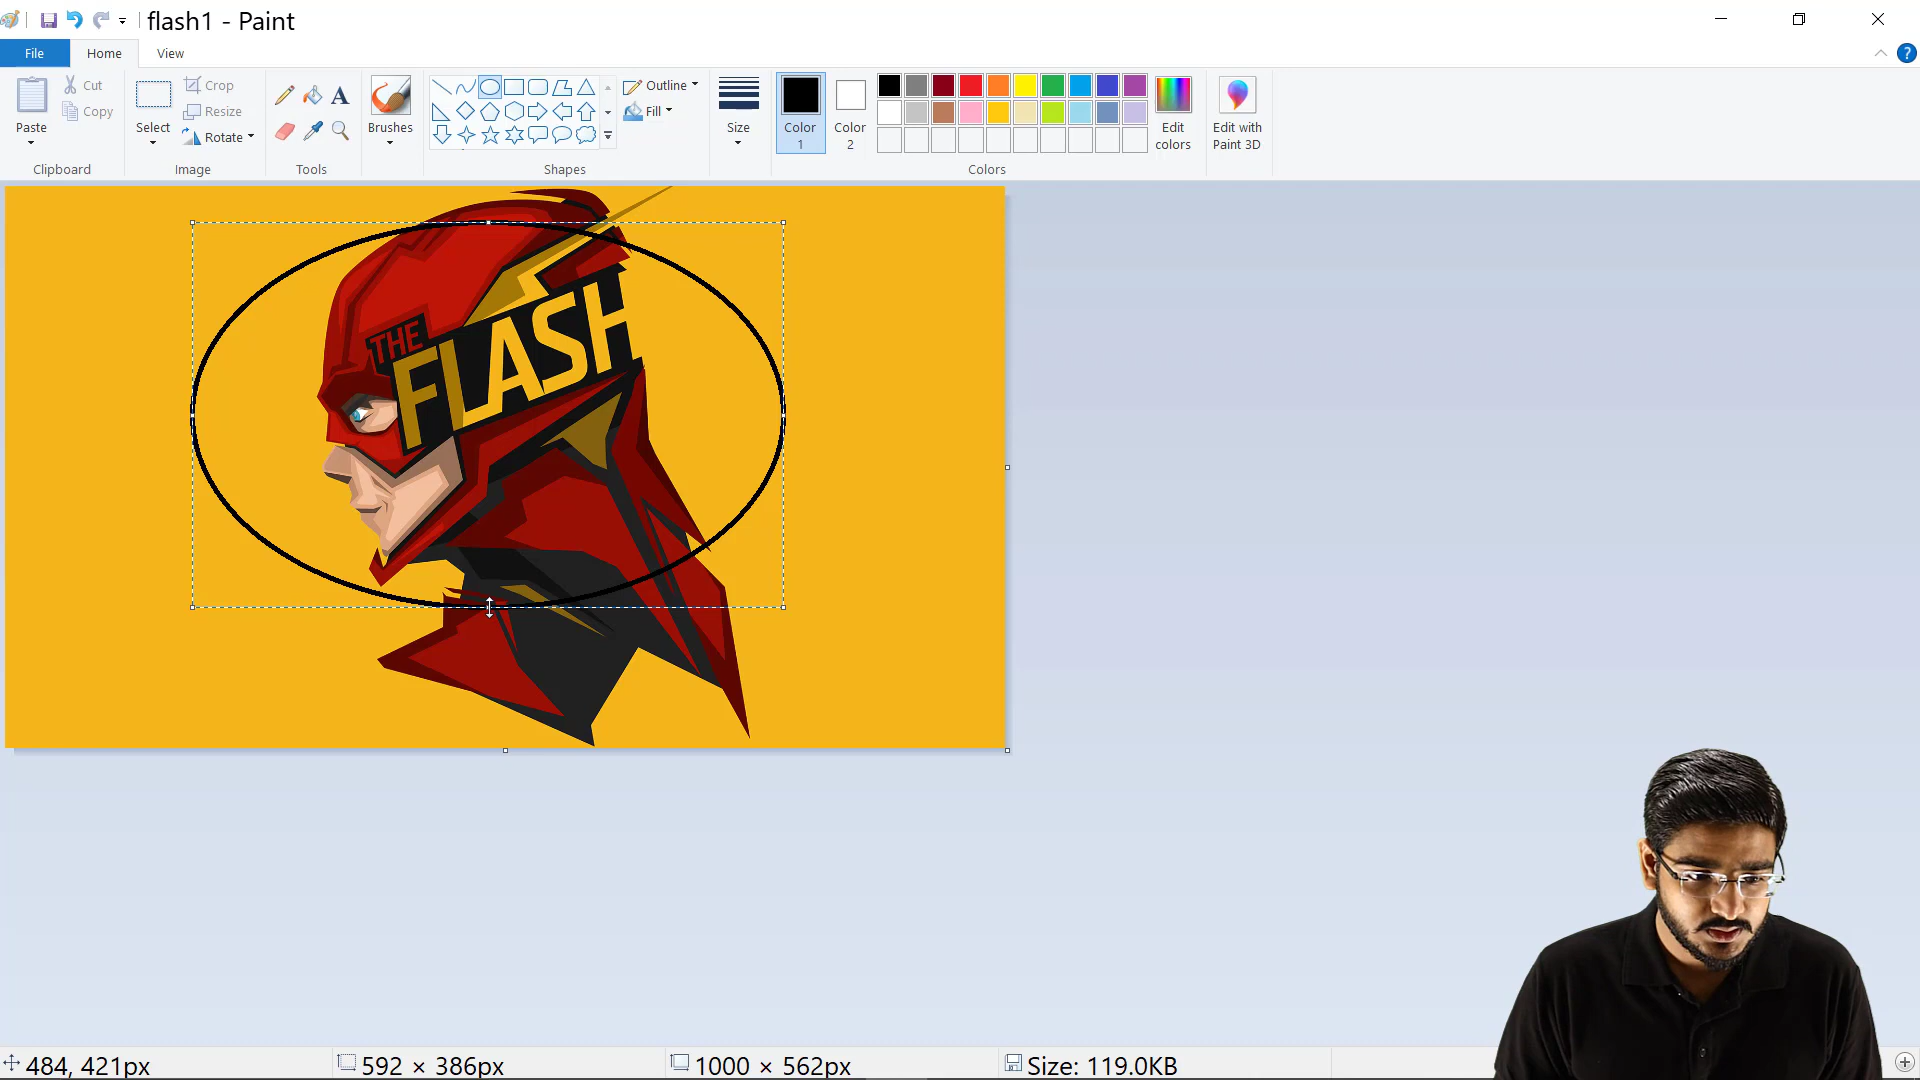 flash1 - Paint
File Home View
Paste
Cut
Copy
Clipboard
Select
Crop
Resize
Rotate
Image
A
Tools
Brushes
Outline
Fill
Shapes
Size
Color 1
Color 2
Edit colors
Colors
Edit with Paint 3D
?
THE
FLASH
484, 421px
592 × 386px
1000 × 562px
Size: 119.0KB